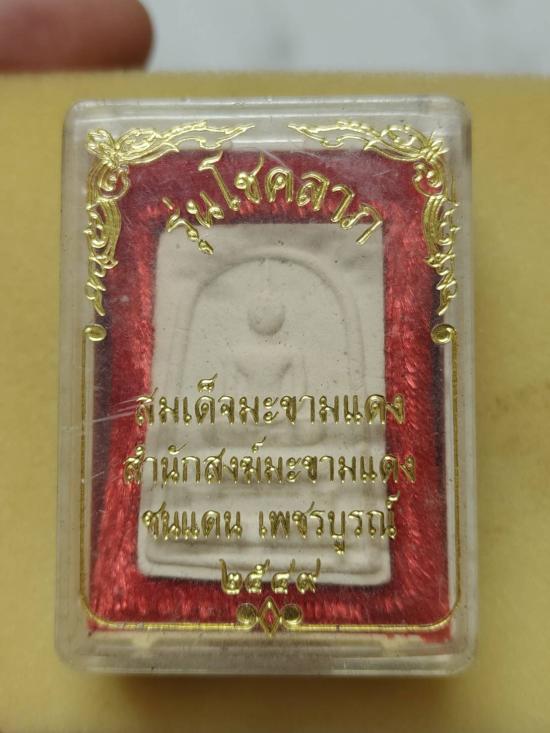 รุ่นโชคลาภ
สมเด็จมะขามแดง
สำนักสงฆ์มะขามแดง
ชนแดน เพชรบูรณ์
๒๕๔๙